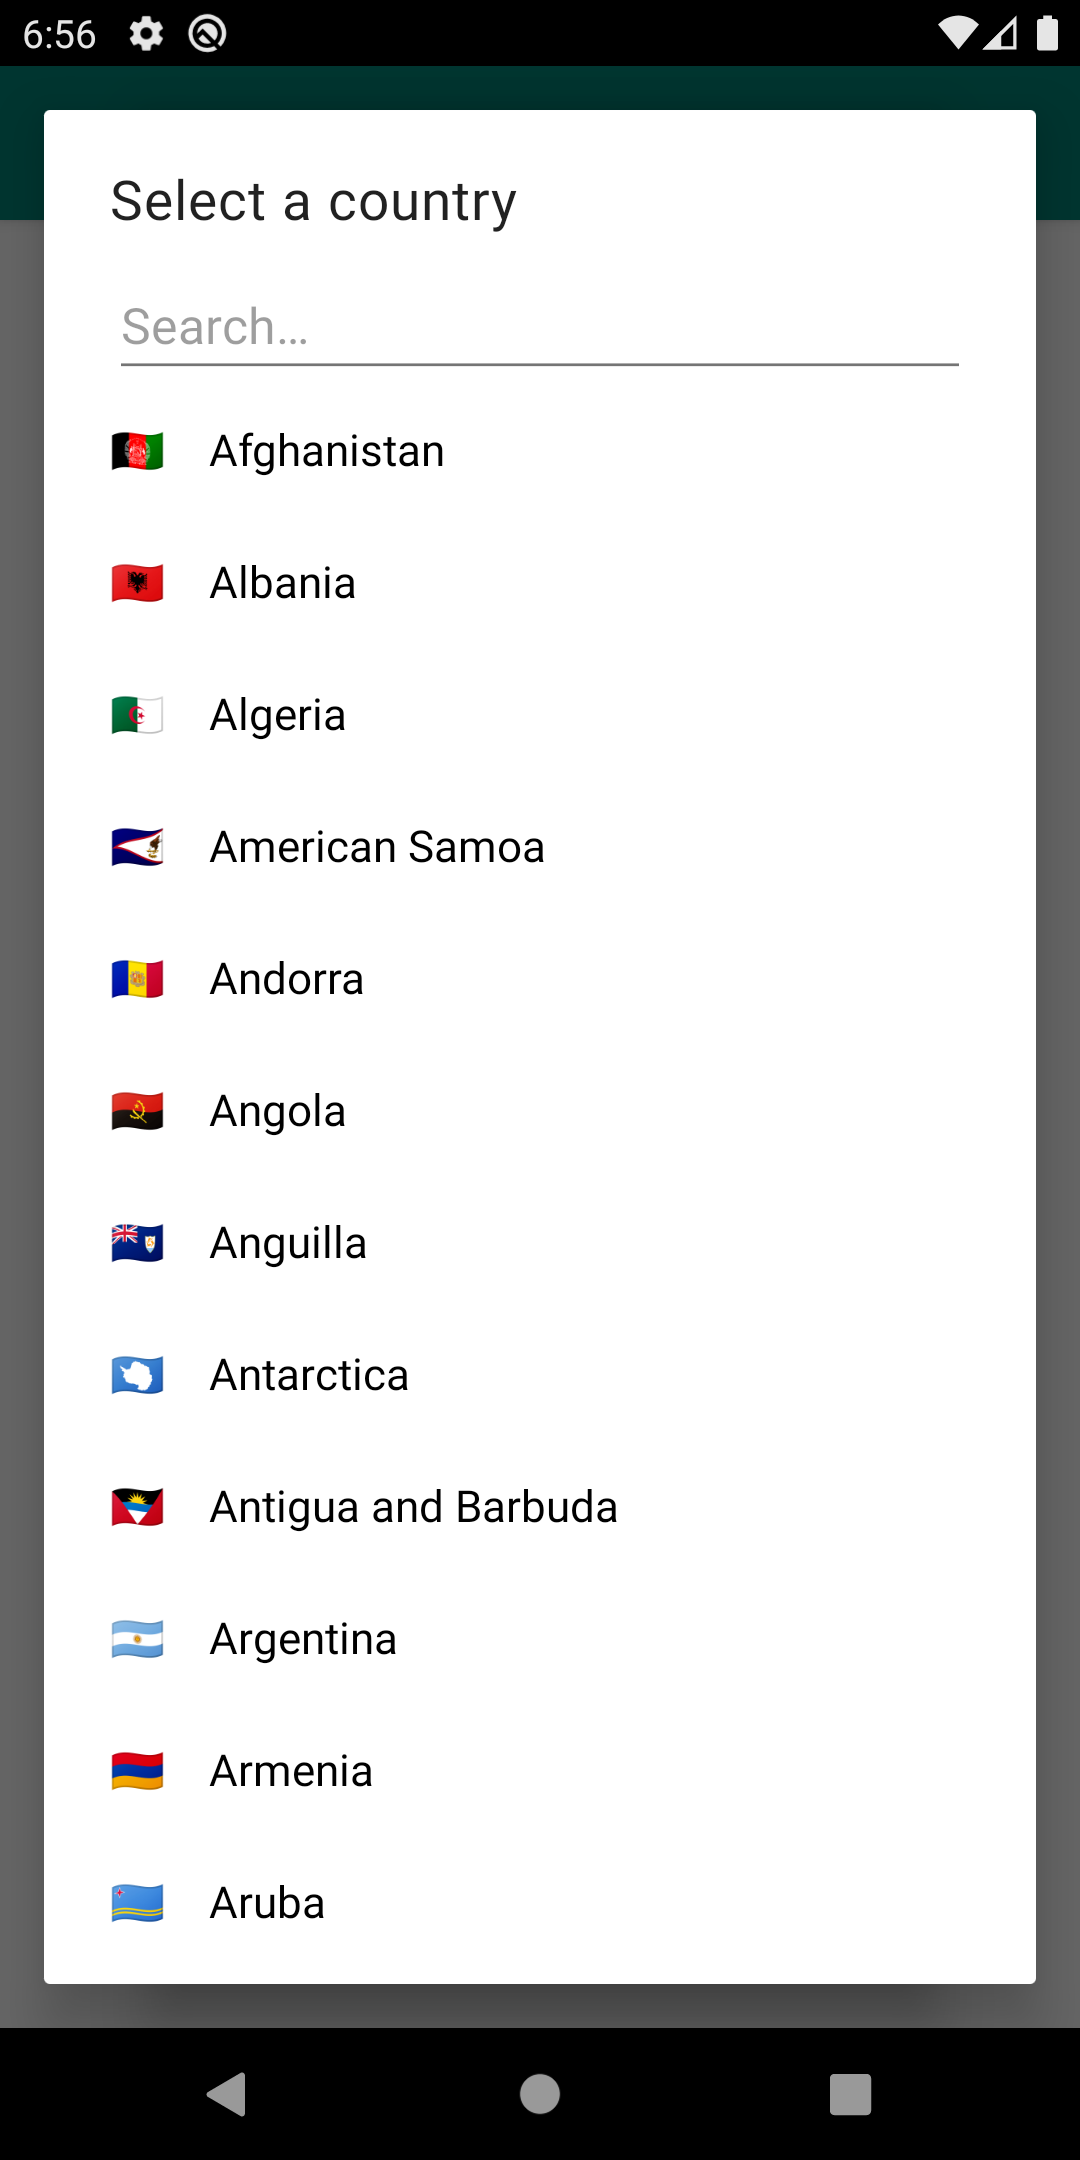 6:56
Select a country
Search...
Afghanistan
Albania
Algeria
American Samoa
Andorra
Angola
Anguilla
Antarctica
Antigua and Barbuda
Argentina
Armenia
Aruba